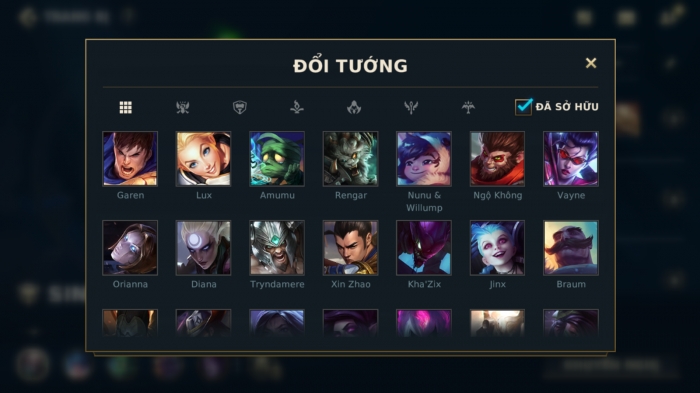 ĐỔI TƯỚNG
ĐÃ SỞ HỮU
Garen
Lux
Amumu
Rengar
Nunu &
Willump
Ngộ Không
Vayne
Orianna
Diana
Tryndamere
Xin Zhao
Kha'Zix
Jinx
Braum